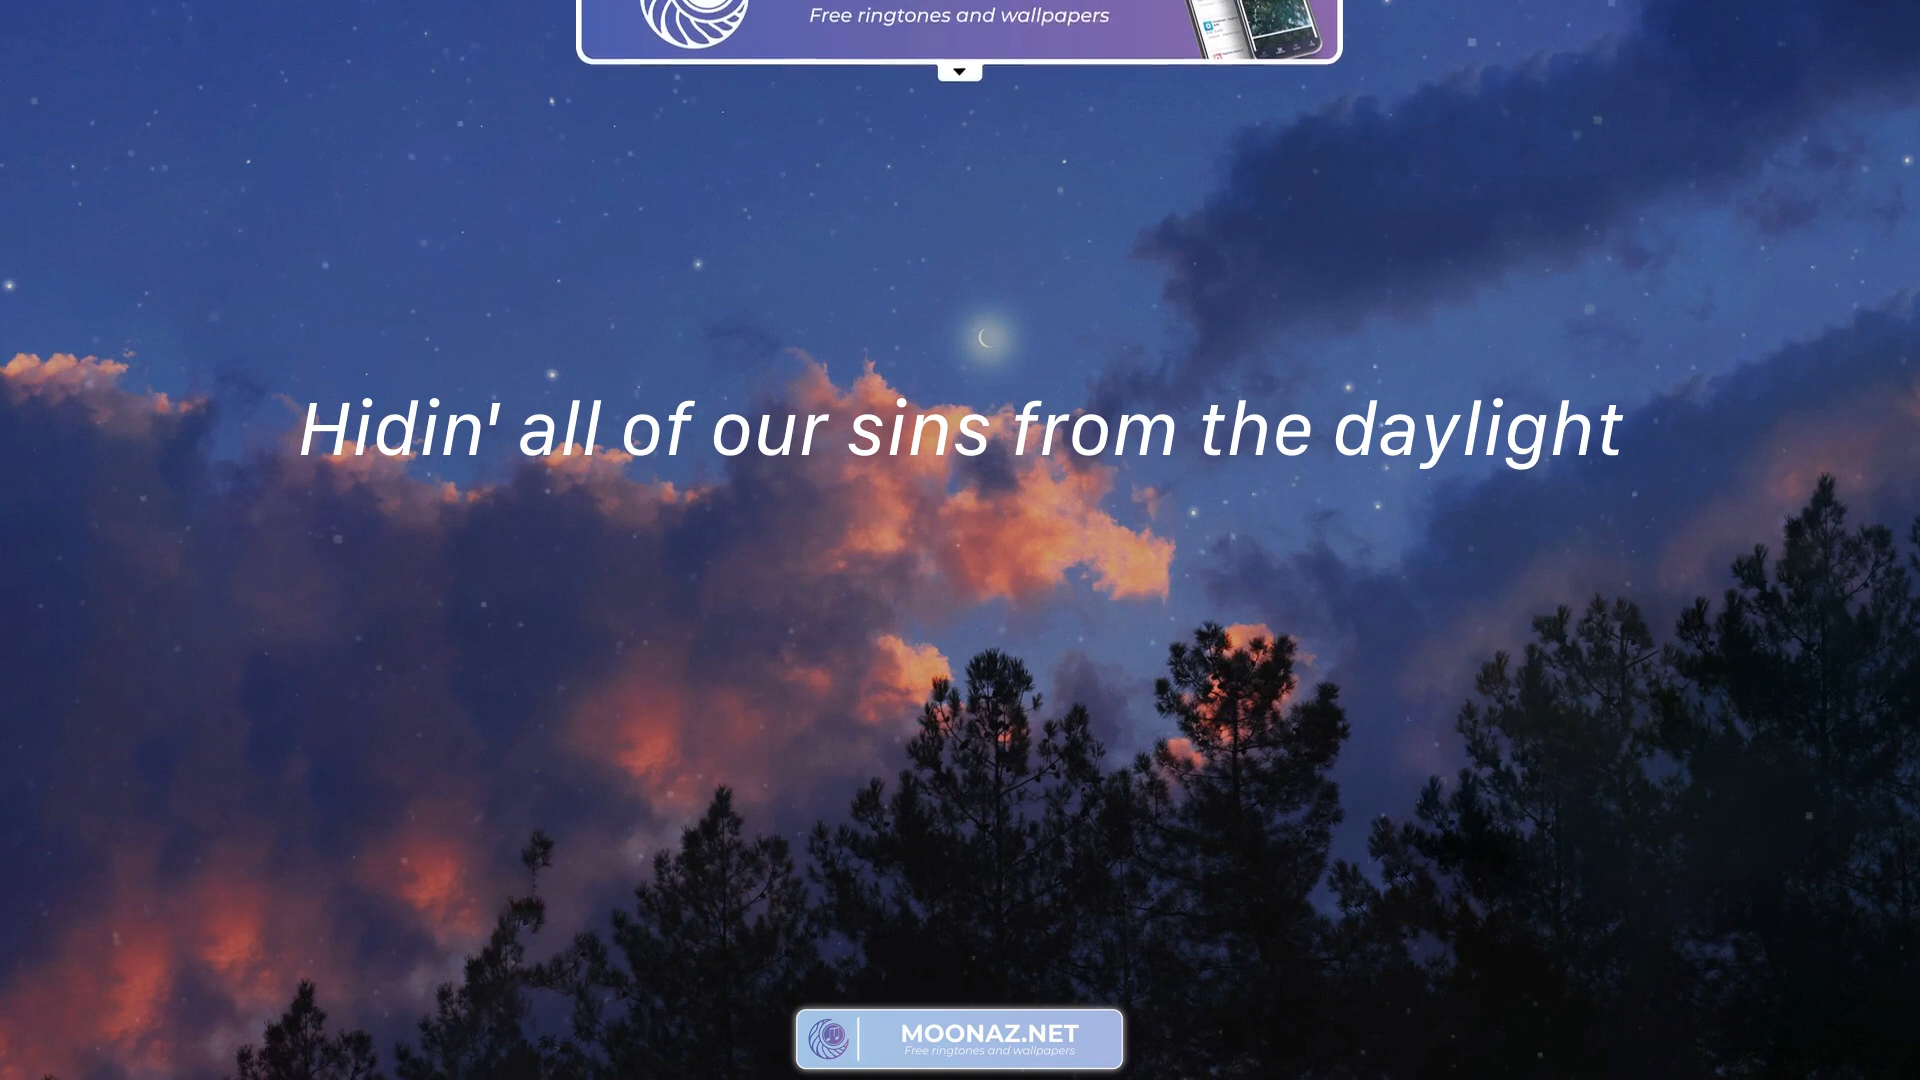 Free ringtones and wallpapers
Hidin' all of our sins from the daylight
MOONAZ.NET
Free ringtones and wallpapers